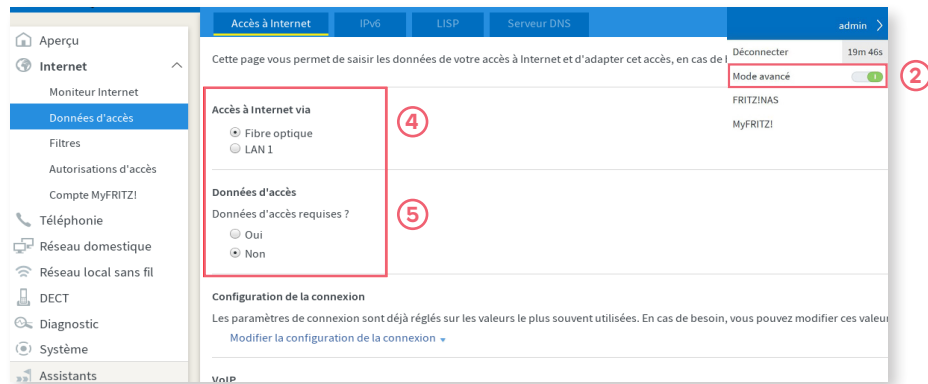 Accès à Internet
IPv6
LISP
Serveur DNS
admin
Aperçu
Internet
Moniteur Internet
Données d'accès
Filtres
Autorisations d'accès
Compte MyFRITZ!
Téléphonie
Réseau domestique
Réseau local sans fil
DECT
Diagnostic
Système
Assistants
Cette page vous permet de saisir les données de votre accès à Internet et d'adapter cet accès, en cas de
Déconnecter 19m 46s
Mode avancé
2
FRITZ!NAS
MyFRITZ!
Accès à Internet via
4
Fibre optique
LAN 1
Données d'accès
Données d'accès requises ?
5
Oui
Non
Configuration de la connexion
Les paramètres de connexion sont déjà réglés sur les valeurs le plus souvent utilisées. En cas de besoin, vous pouvez modifier ces
Modifier la configuration de la connexion
VoIP